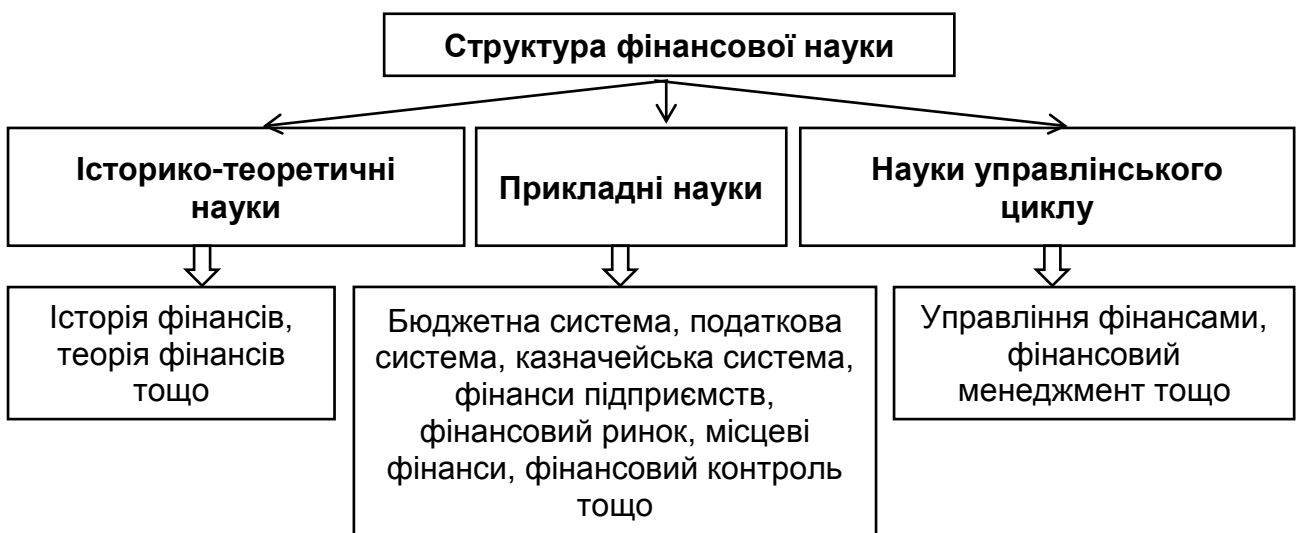 Структура фінансової науки
Історико-теоретичні
науки
Прикладні науки
Науки управлінського
циклу
Історія фінансів,
теорія фінансів
тощо
Бюджетна система, податкова
система, казначейська система,
фінанси підприємств,
фінансовий ринок, місцеві
фінанси, фінансовий контроль
тощо
Управління фінансами,
фінансовий
менеджмент тощо